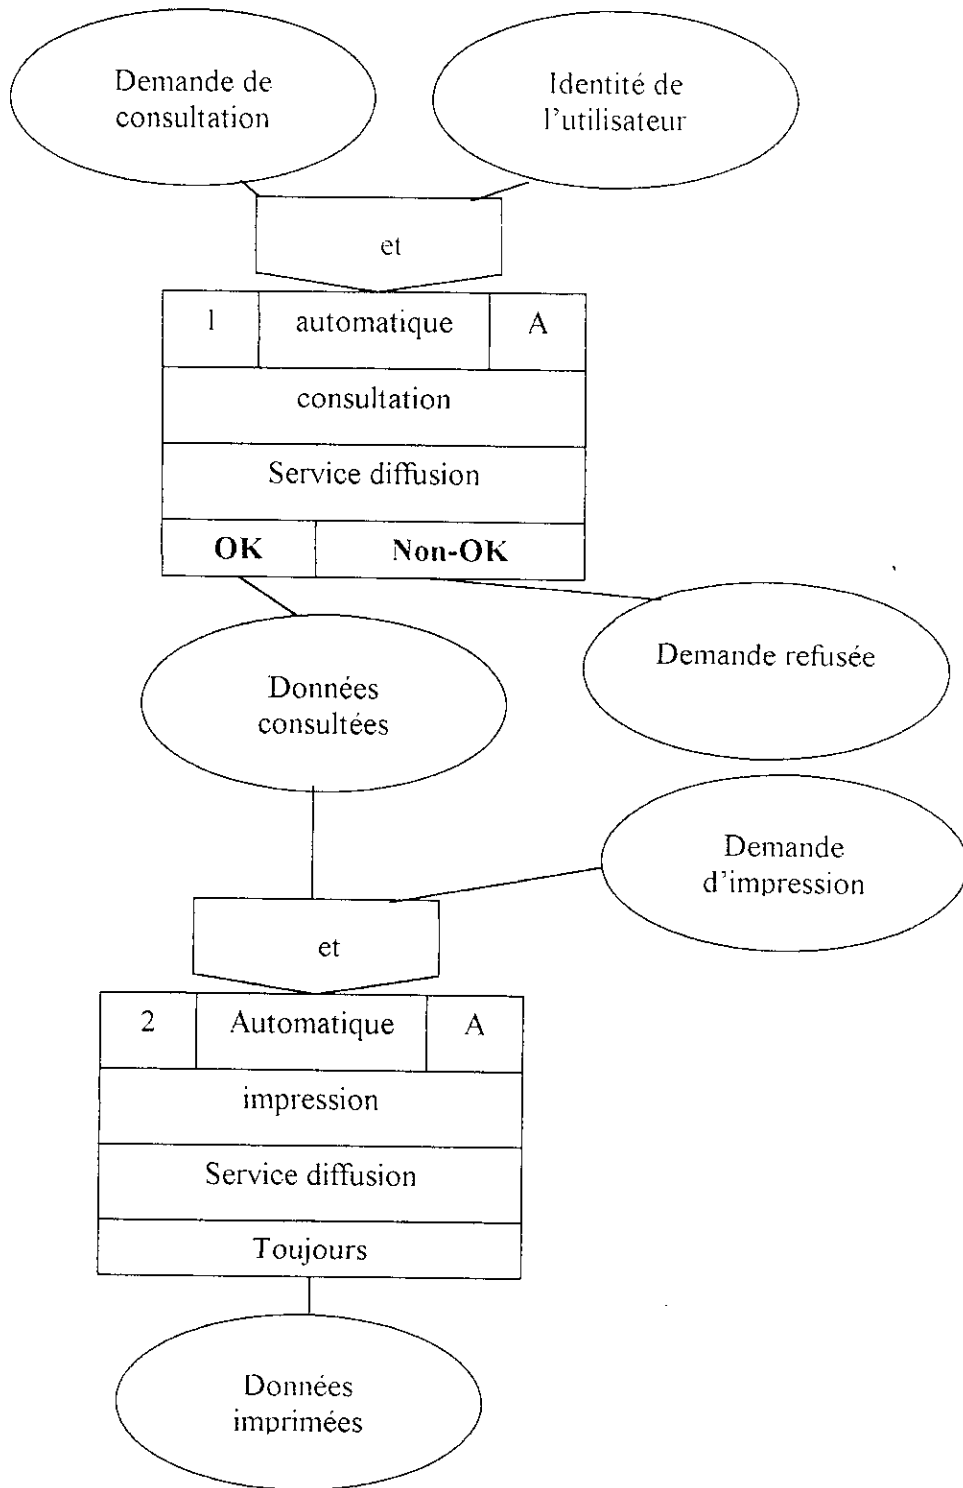 Demande de
consultation
Identité de
l'utilisateur
et
1 automatique A
consultation
Service diffusion
OK Non-OK
Données
consultées
Demande refusée
Demande
d'impression
et
2 Automatique A
impression
Service diffusion
Toujours
Données
imprimées